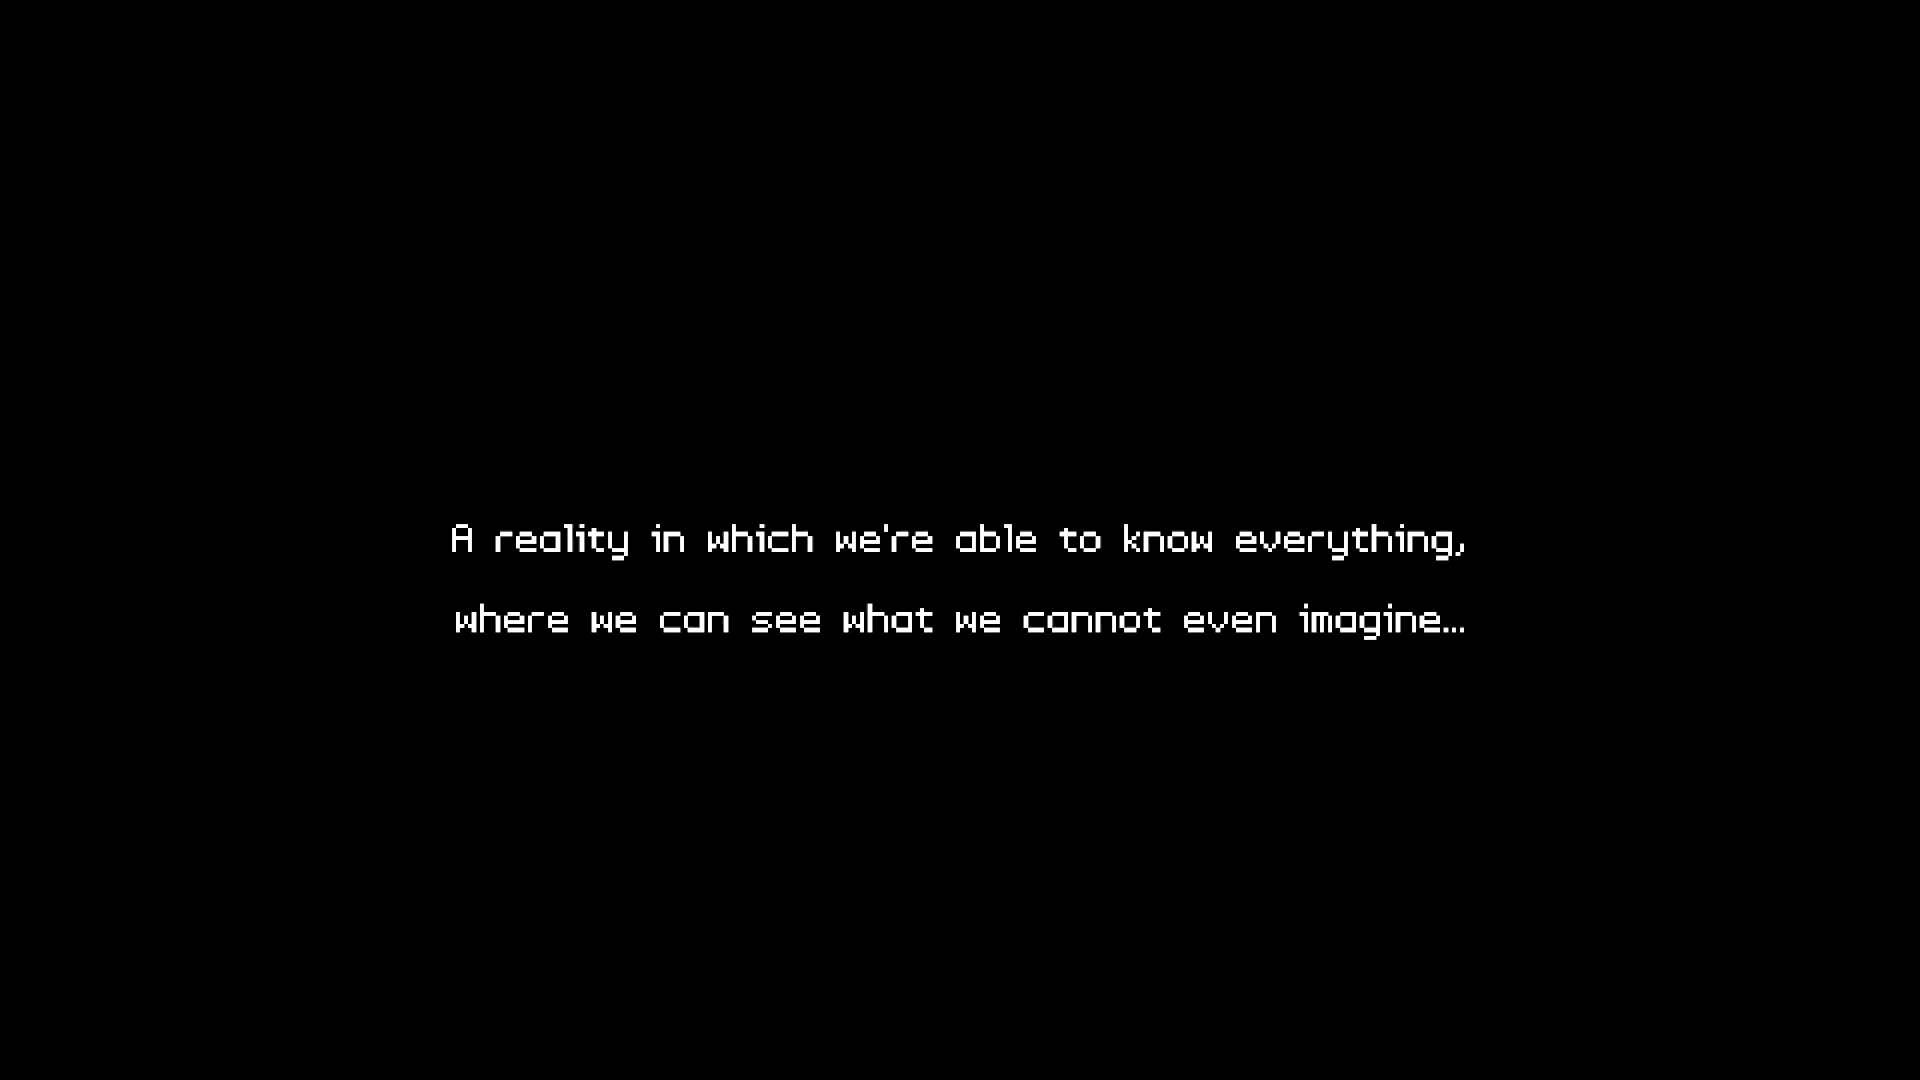 A reality in which we're able to know everything,
where we can see what we cannot even imagine...